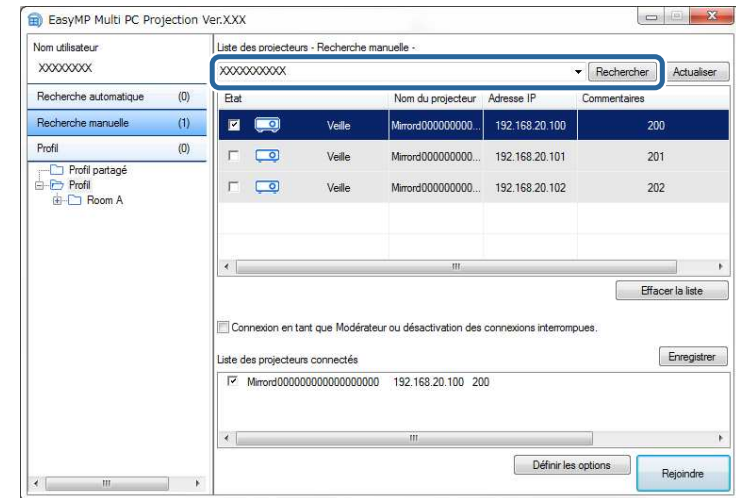 EasyMP Multi PC Projection Ver.X.XX
Nom utilisateur
XXXXXXXX
Recherche automatique (0)
Recherche manuelle (1)
Profil (0)
Profil partagé
Profil
Room A
Liste des projecteurs - Recherche manuelle -
XXXXXXXXXX Rechercher Actualiser
Etat Nom du projecteur Adresse IP Commentaires
Veille Mirrord000000000... 192.168.20.100 200
Veille Mirrord000000000... 192.168.20.101 201
Veille Mirrord000000000... 192.168.20.102 202
Effacer la liste
Connexion en tant que Modérateur ou désactivation des connexions interrompues.
Liste des projecteurs connectés Enregistrer
Mirrord000000000000000000 192.168.20.100 200
Définir les options Rejoindre